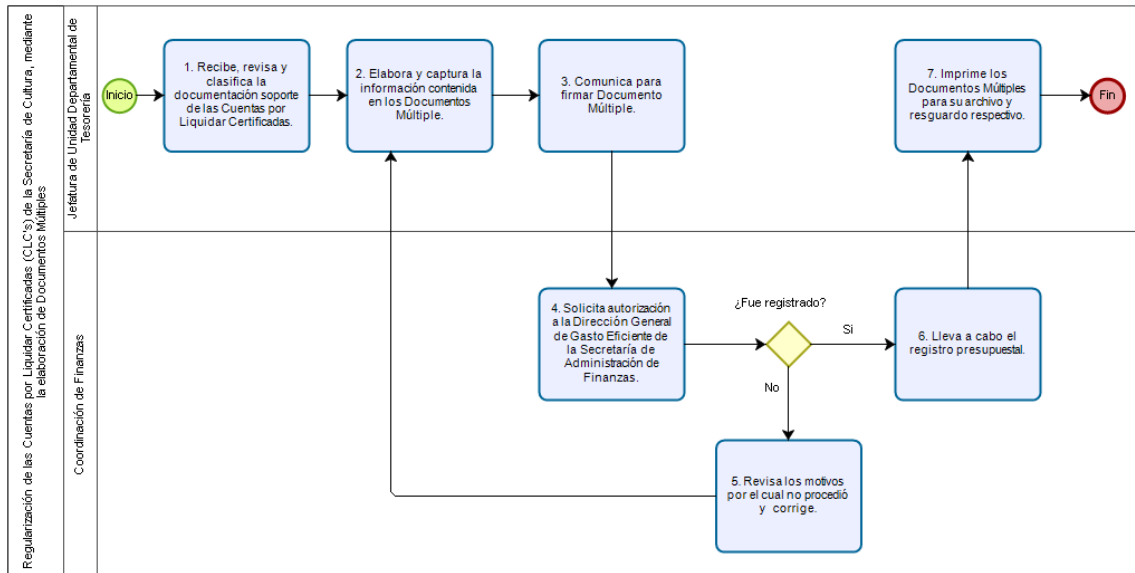 Regularización de las Cuentas por Liquidar Certificadas (CLC's) de la Secretaría de Cultura, mediante
la elaboración de Documentos Múltiples
Jefatura de Unidad Departamental de
Tesorería
Inicio
1. Recibe, revisa y
clasifica la
documentación soporte
de las Cuentas por
Liquidar Certificadas.
2. Elabora y captura la
información contenida
en los Documentos
Múltiple.
3. Comunica para
firmar Documento
Múltiple.
7. Imprime los
Documentos Múltiples
para su archivo y
resguardo respectivo.
Fin
Coordinación de Finanzas
4. Solicita autorización
a la Dirección General
de Gasto Eficiente de
la Secretaría de
Administración de
Finanzas.
¿Fue registrado?
Si
No
6. Lleva a cabo el
registro presupuestal.
5. Revisa los motivos
por el cual no procedió
y corrige.